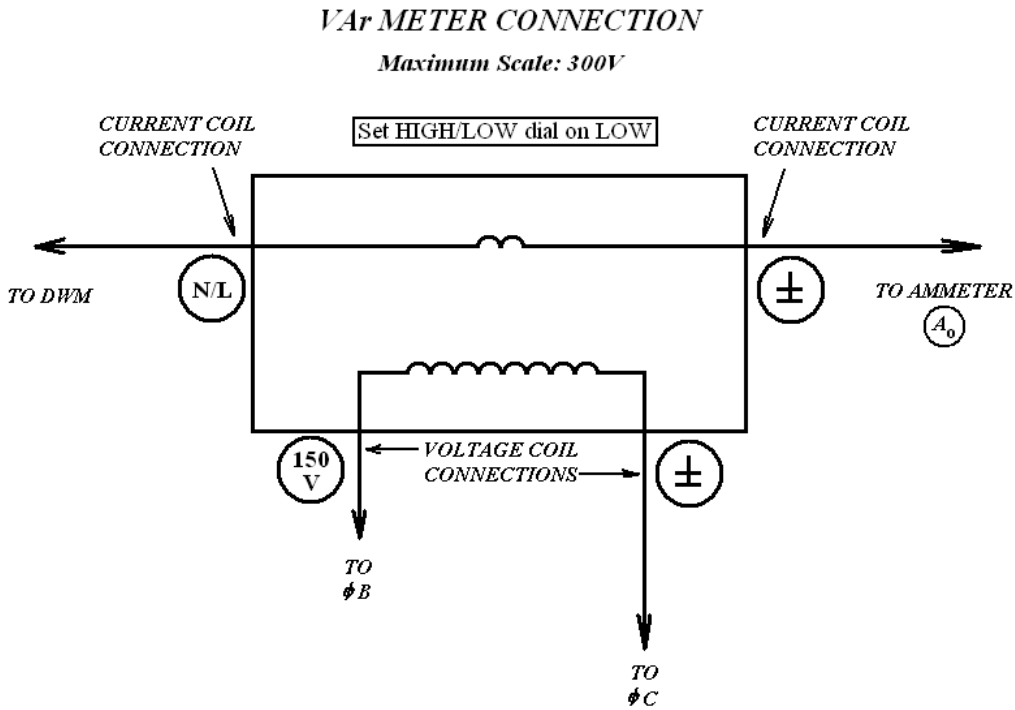 VAr METER CONNECTION
Maximum Scale: 300V
Set HIGH/LOW dial on LOW
CURRENT COIL
CONNECTION
CURRENT COIL
CONNECTION
TO DWM
N/L
±
TO AMMETER
A₀
150
V
VOLTAGE COIL
CONNECTIONS
±
TO
ϕB
TO
ϕC